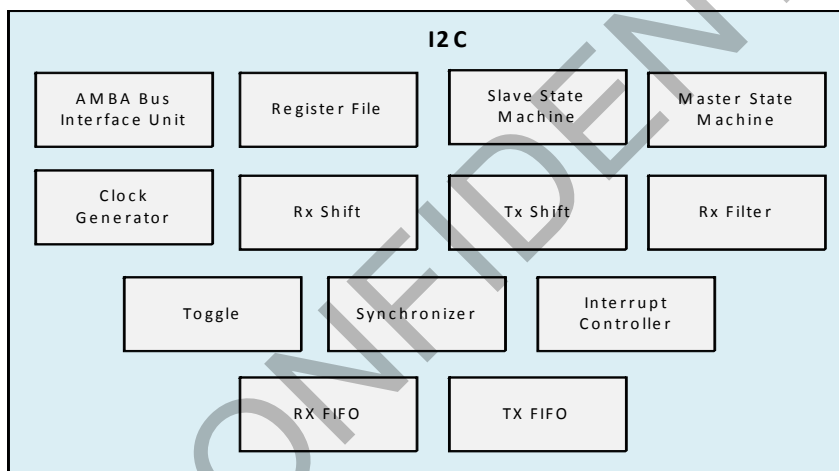 I2C
AMBA Bus
Interface Unit
Register File
Slave State
Machine
Master State
Machine
Clock
Generator
Rx Shift
Tx Shift
Rx Filter
Toggle
Synchronizer
Interrupt
Controller
RX FIFO
TX FIFO
ONFIDEN